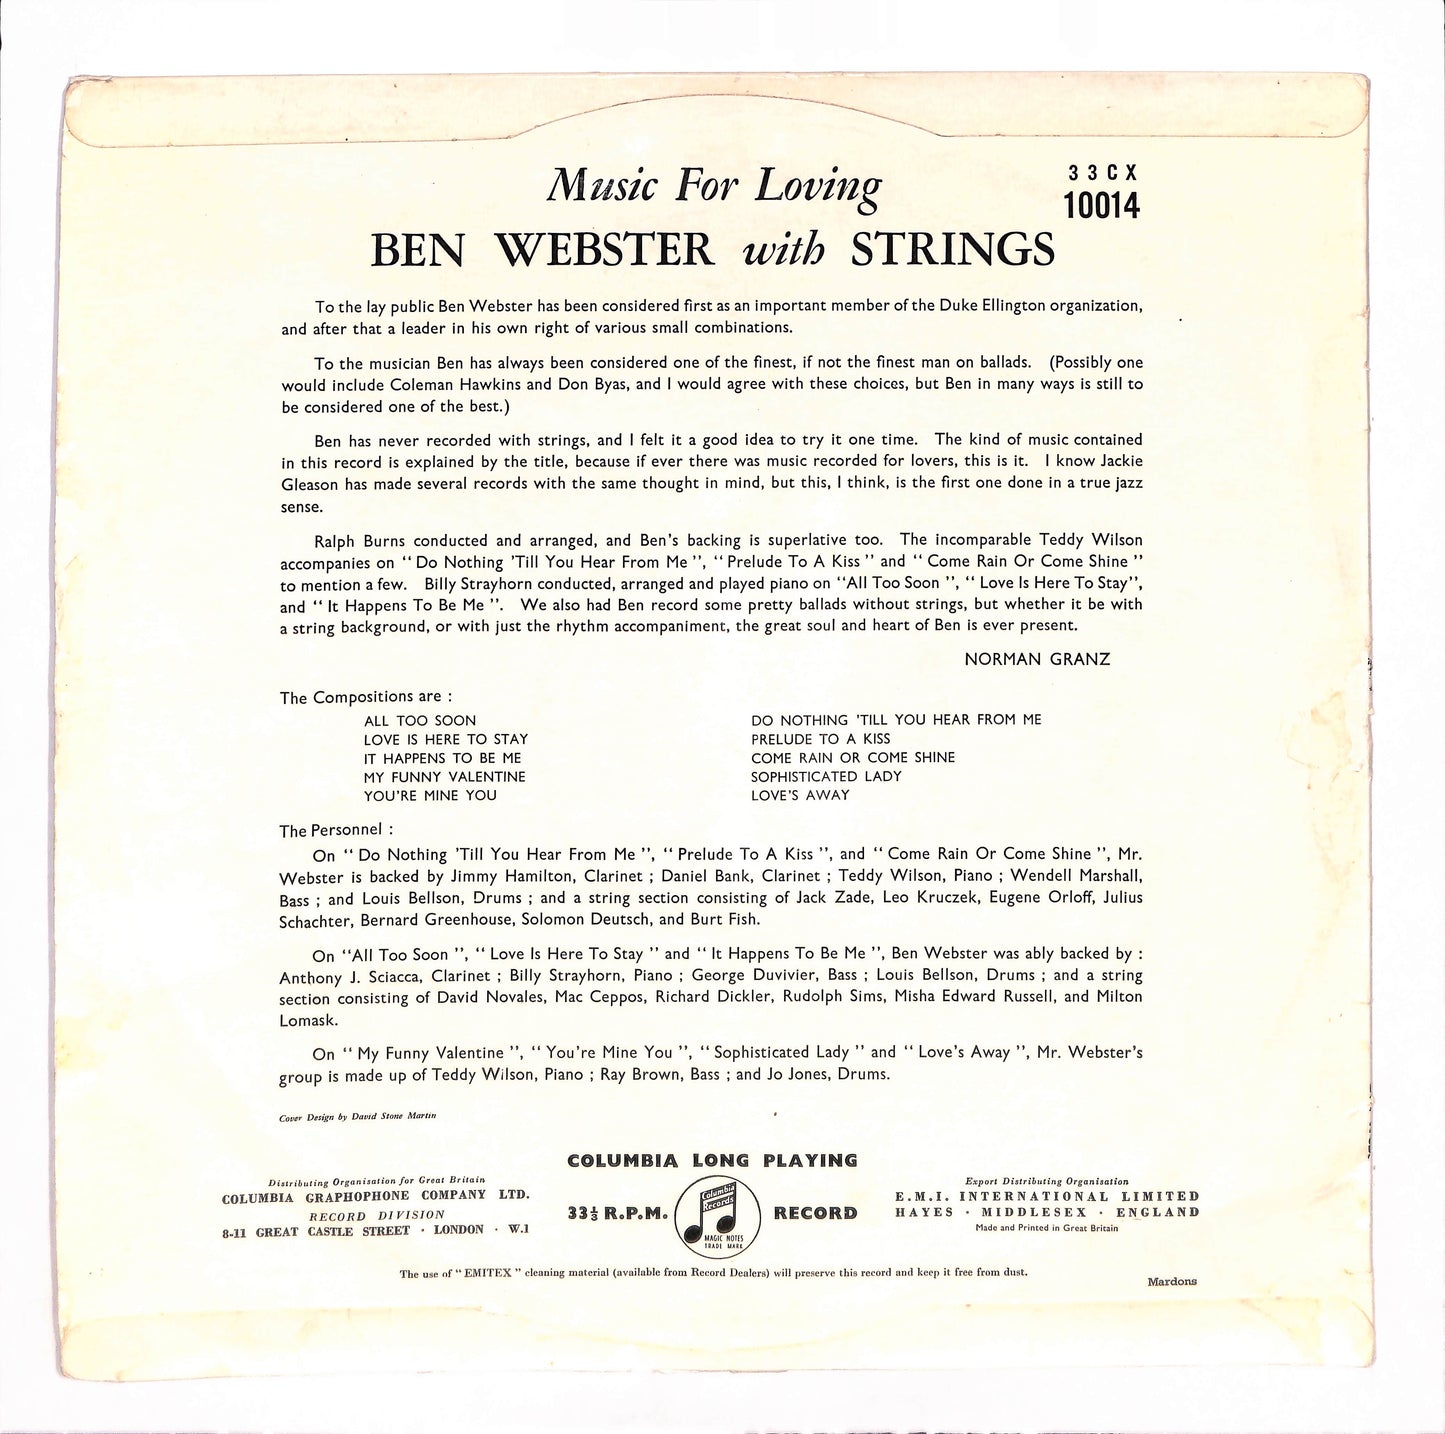 Music For Loving
33CX
10014
BEN WEBSTER with STRINGS
To the lay public Ben Webster has been considered first as an important member of the Duke Ellington organization,
and after that a leader in his own right of various small combinations.
To the musician Ben has always been considered one of the finest, if not the finest man on ballads. (Possibly one
would include Coleman Hawkins and Don Byas, and I would agree with these choices, but Ben in many ways is still to
be considered one of the best.)
Ben has never recorded with strings, and I felt it a good idea to try it one time. The kind of music contained
in this record is explained by the title, because if ever there was music recorded for lovers, this is it. I know Jackie
Gleason has made several records with the same thought in mind, but this, I think, is the first one done in a true jazz
sense.
Ralph Burns conducted and arranged, and Ben's backing is superlative too. The incomparable Teddy Wilson
accompanies on “Do Nothing 'Till You Hear From Me”, “Prelude To A Kiss” and “Come Rain Or Come Shine”
to mention a few. Billy Strayhorn conducted, arranged and played piano on “All Too Soon”, “Love Is Here To Stay”,
and “It Happens To Be Me”. We also had Ben record some pretty ballads without strings, but whether it be with
a string background, or with just the rhythm accompaniment, the great soul and heart of Ben is ever present.
NORMAN GRANZ
The Compositions are :
ALL TOO SOON
LOVE IS HERE TO STAY
IT HAPPENS TO BE ME
MY FUNNY VALENTINE
YOU'RE MINE YOU
DO NOTHING 'TILL YOU HEAR FROM ME
PRELUDE TO A KISS
COME RAIN OR COME SHINE
SOPHISTICATED LADY
LOVE'S AWAY
The Personnel :
On “Do Nothing 'Till You Hear From Me”, “Prelude To A Kiss”, and “Come Rain Or Come Shine”, Mr.
Webster is backed by Jimmy Hamilton, Clarinet ; Daniel Bank, Clarinet ; Teddy Wilson, Piano ; Wendell Marshall,
Bass ; and Louis Bellson, Drums ; and a string section consisting of Jack Zade, Leo Kruczek, Eugene Orloff, Julius
Schachter, Bernard Greenhouse, Solomon Deutsch, and Burt Fish.
On “All Too Soon”, “Love Is Here To Stay” and “It Happens To Be Me”, Ben Webster was ably backed by :
Anthony J. Sciacca, Clarinet ; Billy Strayhorn, Piano ; George Duvivier, Bass ; Louis Bellson, Drums ; and a string
section consisting of David Novales, Mac Ceppos, Richard Dickler, Rudolph Sims, Misha Edward Russell, and Milton
Lomask.
On “My Funny Valentine”, “You're Mine You”, “Sophisticated Lady” and “Love's Away”, Mr. Webster's
group is made up of Teddy Wilson, Piano ; Ray Brown, Bass ; and Jo Jones, Drums.
Cover Design by David Stone Martin
Distributing Organisation for Great Britain
COLUMBIA GRAPHOPHONE COMPANY LTD.
RECORD DIVISION
8-11 GREAT CASTLE STREET · LONDON · W.1
COLUMBIA LONG PLAYING
33⅓ R.P.M.
Columbia
Records
MAGIC NOTES
TRADE MARK
RECORD
Export Distributing Organisation
E.M.I. INTERNATIONAL LIMITED
HAYES · MIDDLESEX · ENGLAND
Made and Printed in Great Britain
The use of “EMITEX” cleaning material (available from Record Dealers) will preserve this record and keep it free from dust.
Mardons